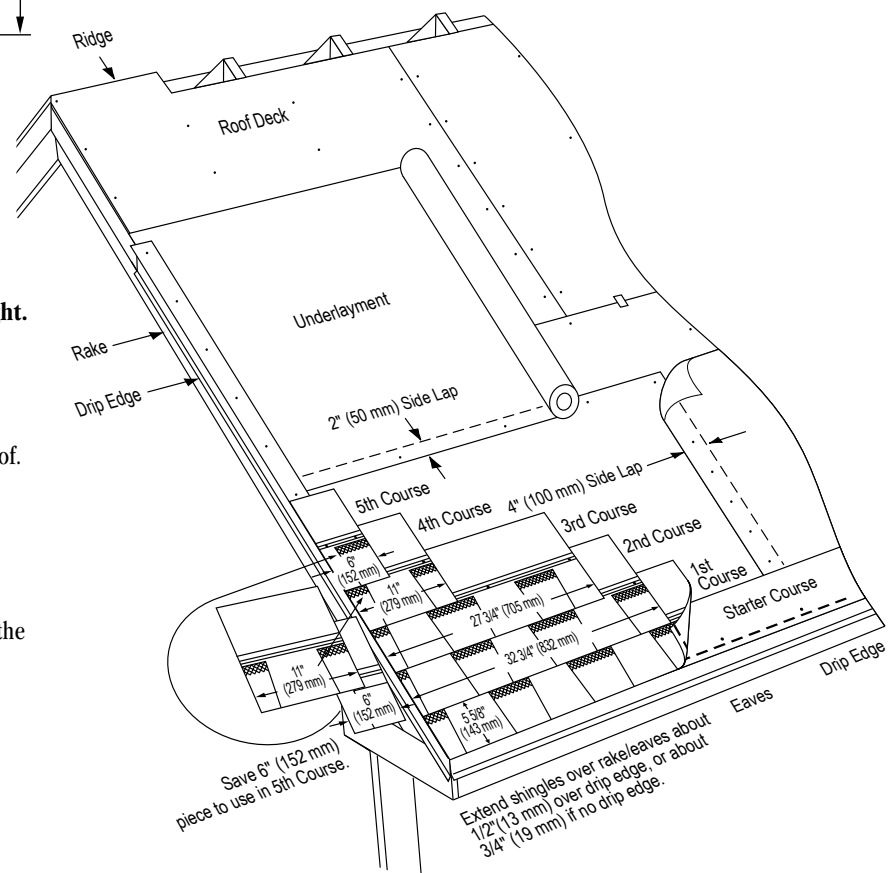 Ridge
Roof Deck
ht.
Underlayment
Rake
Drip Edge
2" (50 mm) Side Lap
of.
5th Course
4th Course
4" (100 mm) Side Lap
3rd Course
2nd Course
1st
Course
Starter Course
6"
(152 mm)
11"
(279 mm)
27 3/4" (705 mm)
32 3/4" (832 mm)
the
11"
(279 mm)
6"
(152 mm)
5 5/8"
(143 mm)
Drip Edge
Eaves
Save 6" (152 mm)
piece to use in 5th Course.
Extend shingles over rake/eaves about
1/2"(13 mm) over drip edge, or about
3/4" (19 mm) if no drip edge.